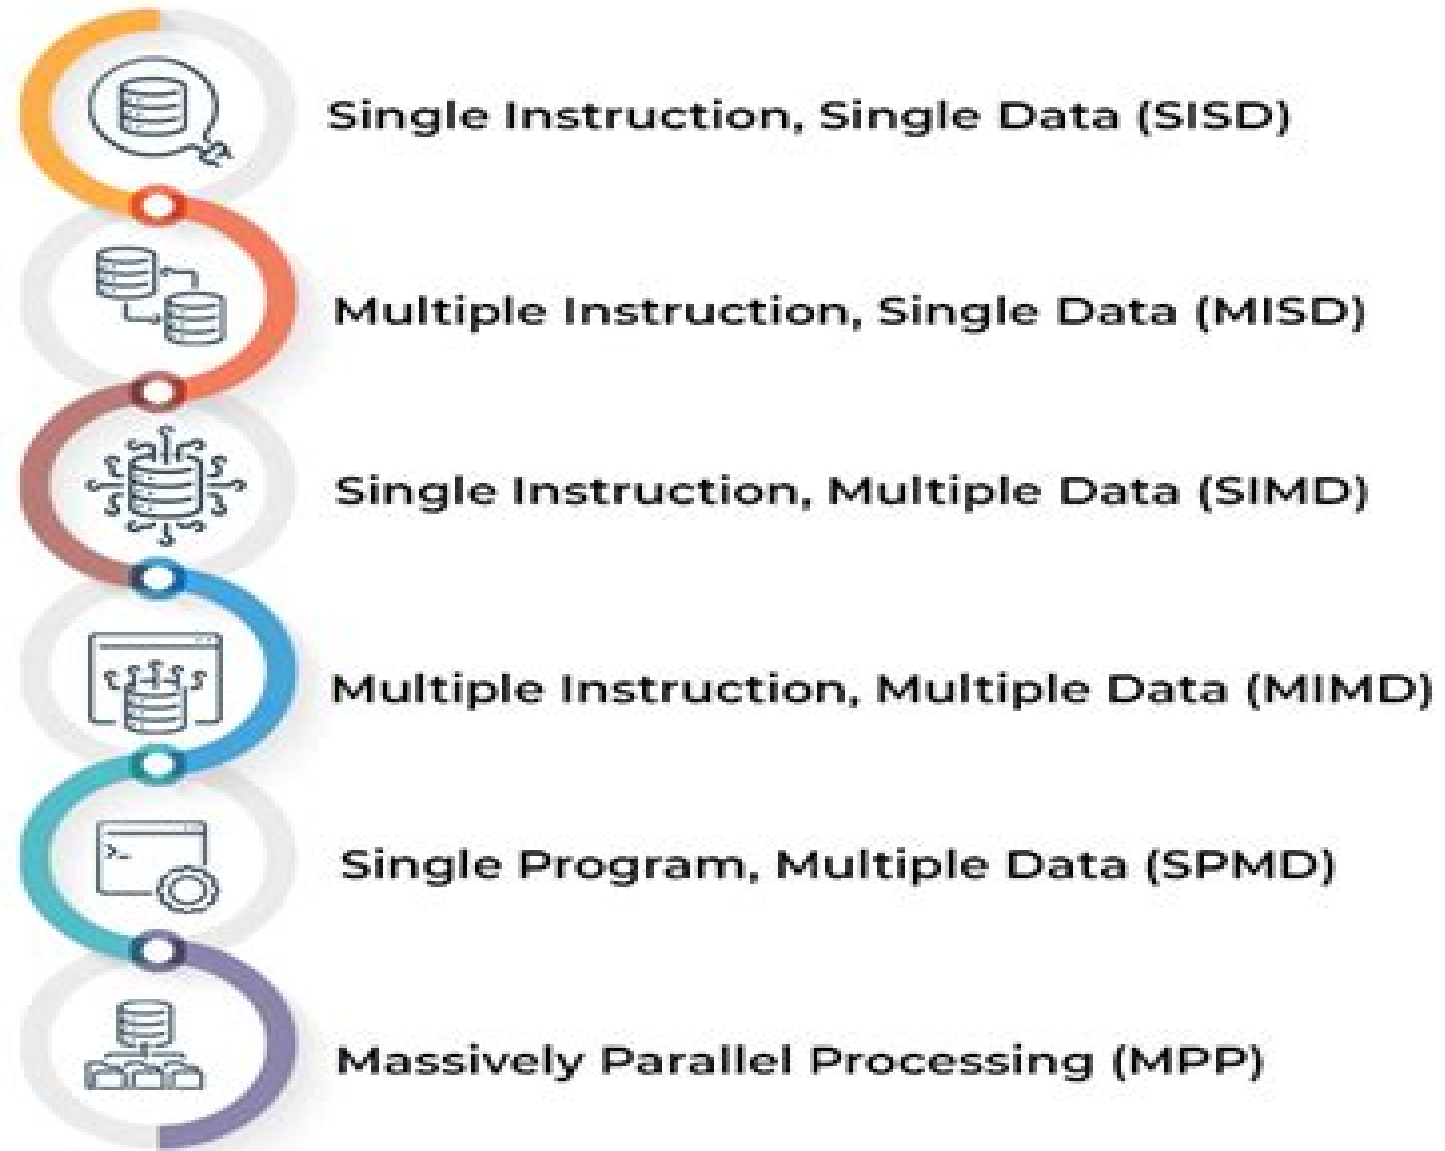 Single Instruction, Single Data (SISD)
Multiple Instruction, Single Data (MISD)
Single Instruction, Multiple Data (SIMD)
Multiple Instruction, Multiple Data (MIMD)
>_
Single Program, Multiple Data (SPMD)
Massively Parallel Processing (MPP)